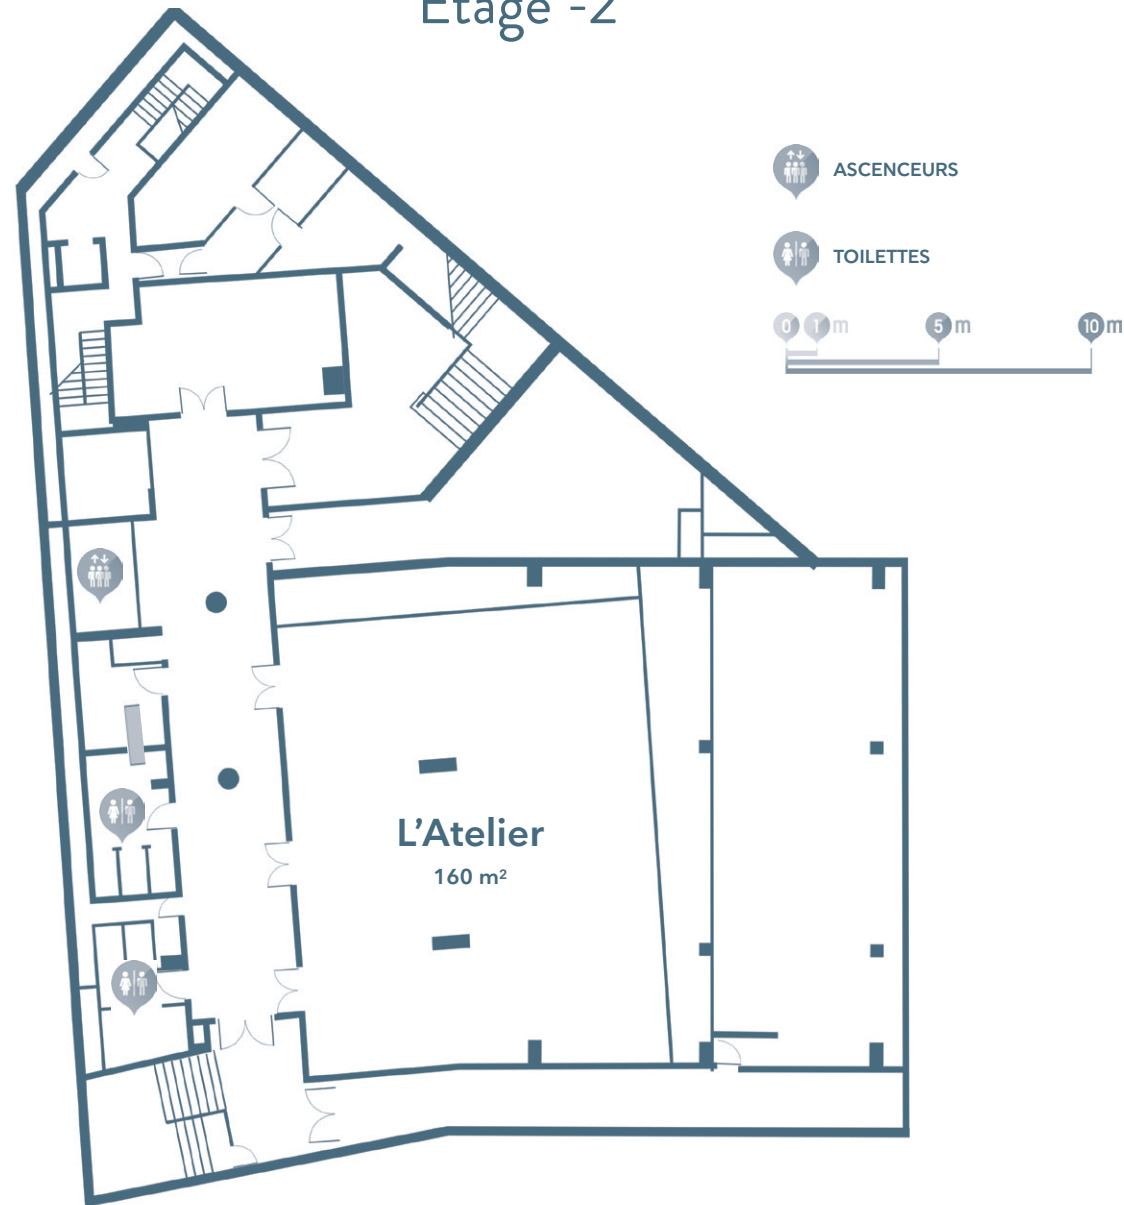 Etage -2
ASCENCEURS
TOILETTES
0 1 m 5 m 10 m
L’Atelier
160 m²